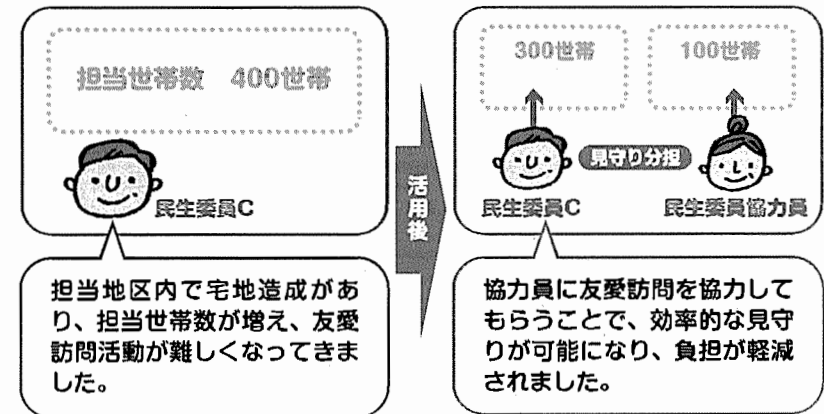 担当世帯数 400世帯
民生委員C
担当地区内で宅地造成があ
り、担当世帯数が増え、友愛
訪問活動が難しくなってきま
した。
活用後
300世帯
100世帯
見守り分担
民生委員C
民生委員協力員
協力員に友愛訪問を協力して
もらうことで、効率的な見守
りが可能になり、負担が軽減
されました。